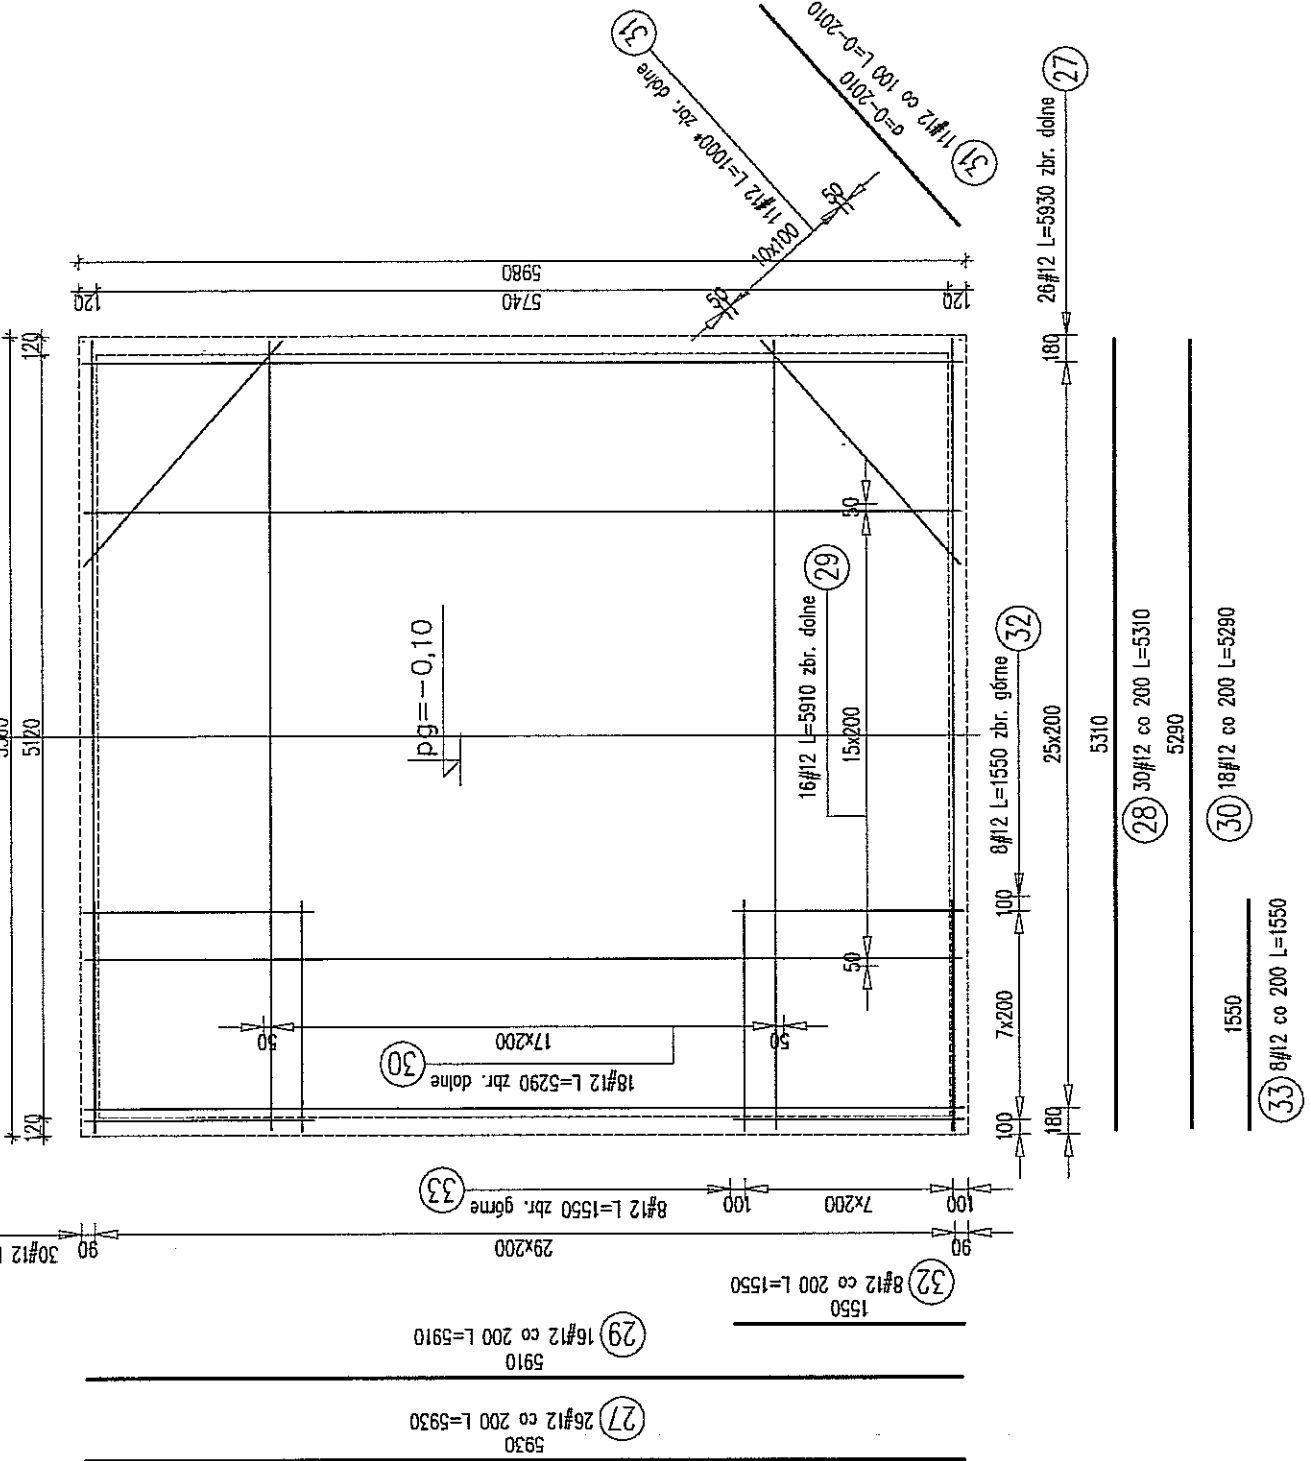 31
11#12 L=1000* zbr. dolne
a=0-2010
31
11#12 co 100 L=0-2010
27
26#12 L=5930 zbr. dolne
50
10x100
50
5980
120
5740
120
120
5120
120
pg=-0,10
50
29
16#12 L=5910 zbr. dolne
15x200
50
32
8#12 L=1550 zbr. górne
180
25x200
180
100
7x200
100
5310
28
30#12 co 200 L=5310
5290
30
18#12 co 200 L=5290
1550
33
8#12 co 200 L=1550
50
17x200
50
30
18#12 L=5290 zbr. dolne
33
8#12 L=1550 zbr. górne
100
7x200
100
30#12
90
29x200
90
32
8#12 co 200 L=1550
1550
29
16#12 co 200 L=5910
5910
27
26#12 co 200 L=5930
5930